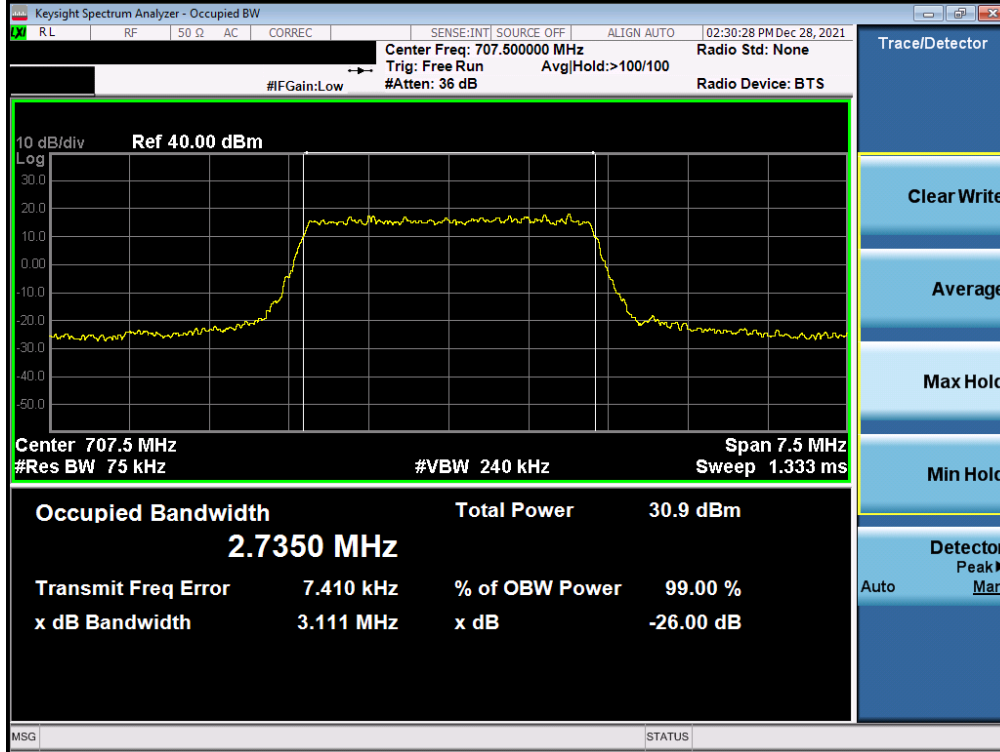 Keysight Spectrum Analyzer - Occupied BW
LXI RL RF 50 Ω AC CORREC SENSE:INT SOURCE OFF ALIGN AUTO 02:30:28 PM Dec 28, 2021
Center Freq: 707.500000 MHz Radio Std: None
Trig: Free Run Avg|Hold:>100/100
#IFGain:Low #Atten: 36 dB Radio Device: BTS
Trace/Detector
10 dB/div Ref 40.00 dBm
Log
30.0
20.0
10.0
0.00
-10.0
-20.0
-30.0
-40.0
-50.0
Center 707.5 MHz Span 7.5 MHz
#Res BW 75 kHz #VBW 240 kHz Sweep 1.333 ms
Occupied Bandwidth Total Power 30.9 dBm
2.7350 MHz
Transmit Freq Error 7.410 kHz % of OBW Power 99.00 %
x dB Bandwidth 3.111 MHz x dB -26.00 dB
Clear Write
Average
Max Hold
Min Hold
Detector
Peak
Auto Man
MSG STATUS